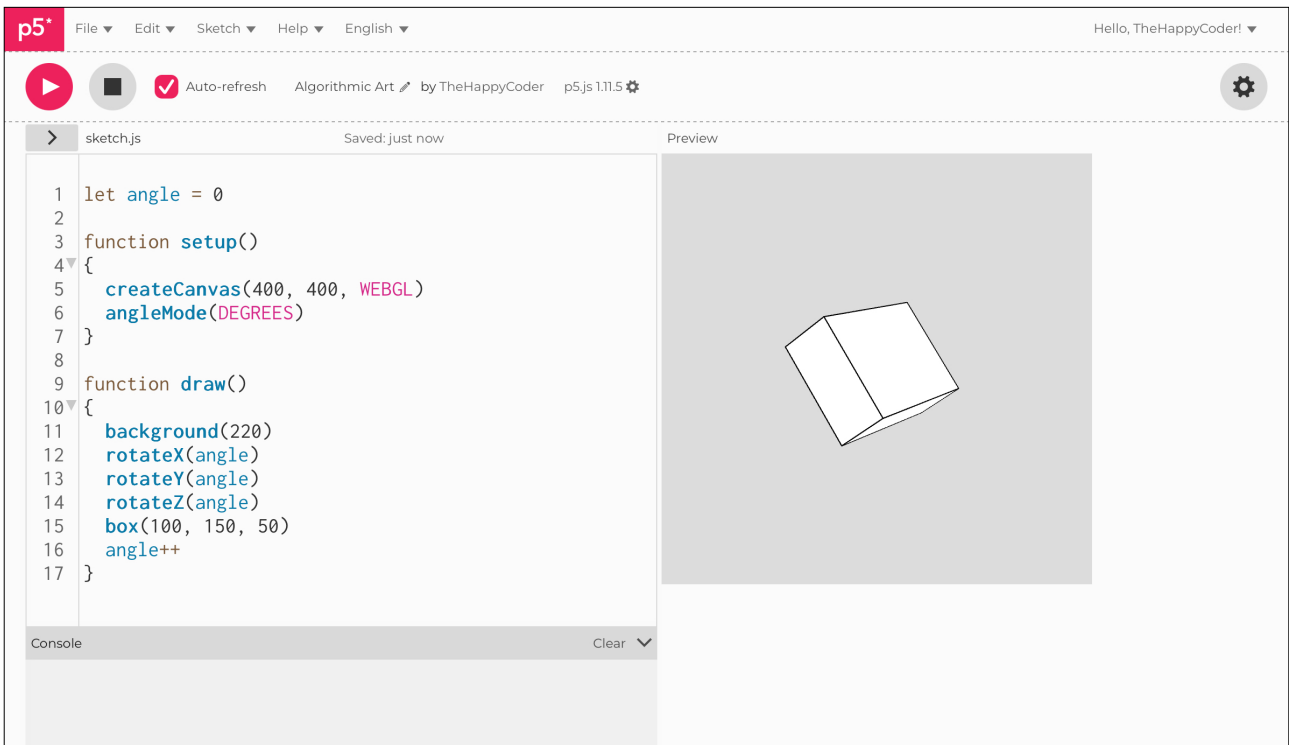 p5* File Edit Sketch Help English Hello, TheHappyCoder!
Auto-refresh Algorithmic Art by TheHappyCoder p5.js 1.11.5
sketch.js Saved: just now Preview
1 let angle = 0
2
3 function setup()
4 {
5 createCanvas(400, 400, WEBGL)
6 angleMode(DEGREES)
7 }
8
9 function draw()
10 {
11 background(220)
12 rotateX(angle)
13 rotateY(angle)
14 rotateZ(angle)
15 box(100, 150, 50)
16 angle++
17 }
Console Clear